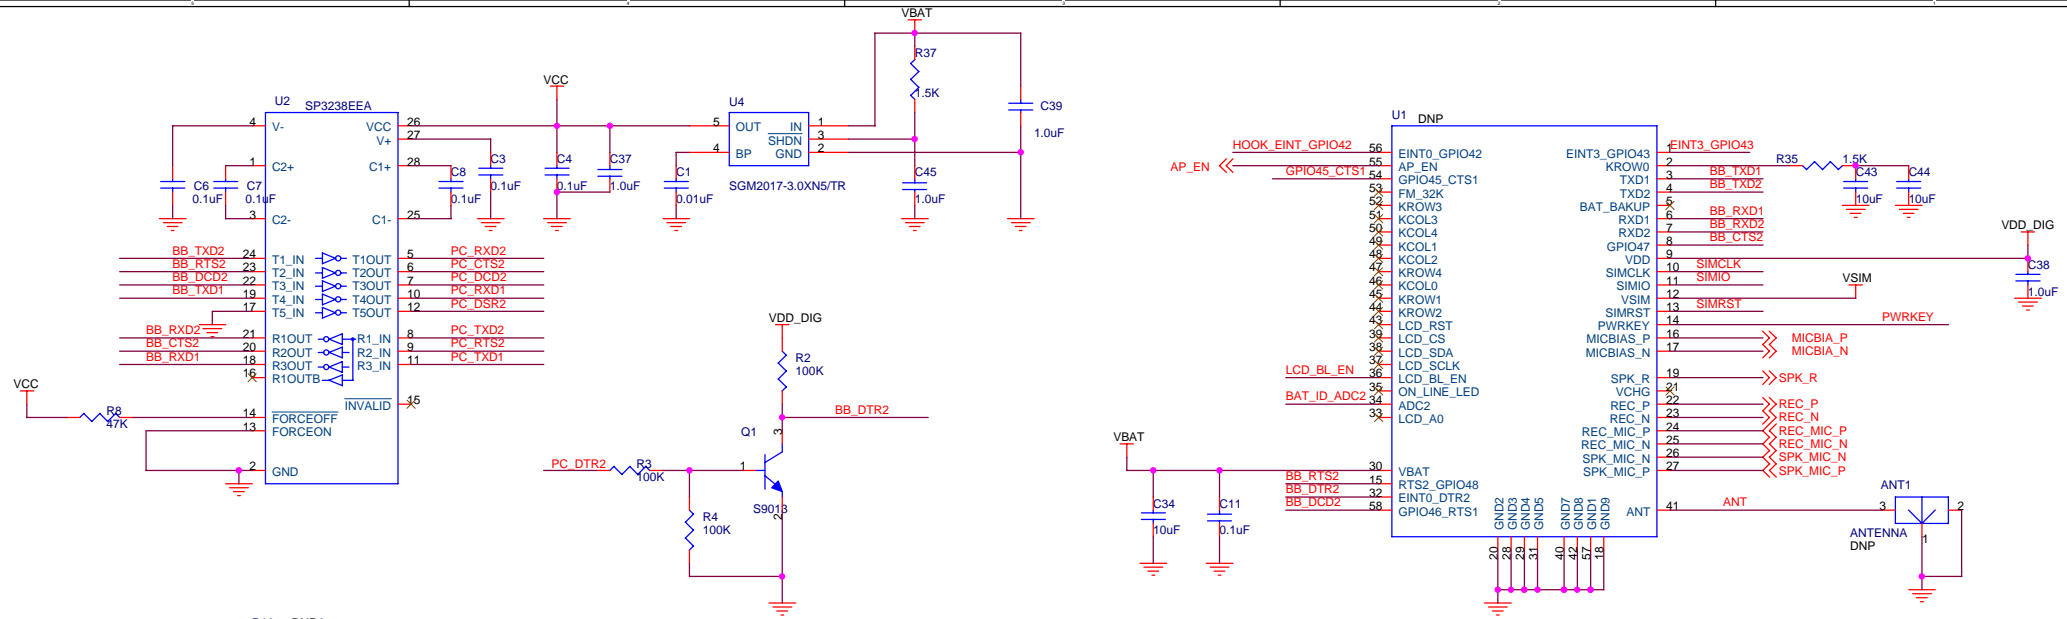 VBAT
R37
1.5K
C39
1.0uF
VCC
U2
SP3238EEA
U4
4 V-
VCC 26
V+ 27
5 OUT IN 1
SHDN 3
4 BP GND 2
SGM2017-3.0XN5/TR
1 C2+
C1+ 28
3 C2-
C1- 25
C6
0.1uF
C7
0.1uF
C8
0.1uF
C3
0.1uF
C4
0.1uF
C37
1.0uF
C1
0.01uF
C45
1.0uF
BB_TXD2 24 T1_IN T1OUT 5 PC_RXD2
BB_RTS2 23 T2_IN T2OUT 6 PC_CTS2
BB_DCD2 22 T3_IN T3OUT 7 PC_DCD2
BB_TXD1 19 T4_IN T4OUT 10 PC_RXD1
17 T5_IN T5OUT 12 PC_DSR2
BB_RXD2 21 R1OUT R1_IN 8 PC_TXD2
BB_CTS2 20 R2OUT R2_IN 9 PC_RTS2
BB_RXD1 18 R3OUT R3_IN 11 PC_TXD1
16 R1OUTB
INVALID 15
VCC
R8
47K
14 FORCEOFF
13 FORCEON
2 GND
VDD_DIG
R2
100K
BB_DTR2
Q1
3
1
2
S9013
PC_DTR2
R3
100K
R4
100K
U1
DNP
HOOK_EINT_GPIO42 56 EINT0_GPIO42
AP_EN 55 AP_EN
GPIO45_CTS1 54 GPIO45_CTS1
53 FM_32K
52 KROW3
51 KCOL3
50 KCOL4
49 KCOL1
48 KCOL2
47 KROW4
46 KCOL0
45 KROW1
44 KROW2
43 LCD_RST
39 LCD_CS
38 LCD_SDA
37 LCD_SCLK
LCD_BL_EN 36 LCD_BL_EN
35 ON_LINE_LED
BAT_ID_ADC2 34 ADC2
33 LCD_A0
VBAT
30 VBAT
BB_RTS2 15 RTS2_GPIO48
BB_DTR2 32 EINT0_DTR2
BB_DCD2 58 GPIO46_RTS1
C34
10uF
C11
0.1uF
EINT3_GPIO43 1 EINT3_GPIO43
KROW0 2
R35
1.5K
C43
10uF
C44
10uF
TXD1 3 BB_TXD1
TXD2 4 BB_TXD2
BAT_BAKUP 5
RXD1 6 BB_RXD1
RXD2 7 BB_RXD2
GPIO47 8 BB_CTS2
VDD 9
VDD_DIG
C38
1.0uF
SIMCLK 10 SIMCLK
SIMIO 11 SIMIO
VSIM 12 VSIM
SIMRST 13 SIMRST
PWRKEY 14 PWRKEY
MICBIAS_P 16 MICBIA_P
MICBIAS_N 17 MICBIA_N
SPK_R 19 SPK_R
VCHG 21
REC_P 22 REC_P
REC_N 23 REC_N
REC_MIC_P 24 REC_MIC_P
REC_MIC_N 25 REC_MIC_N
SPK_MIC_N 26 SPK_MIC_N
SPK_MIC_P 27 SPK_MIC_P
ANT 41 ANT
GND2 GND3 GND4 GND5 GND7 GND8 GND1 GND9
20 28 29 31 40 42 57 18
ANT1
3 2
1
ANTENNA
DNP